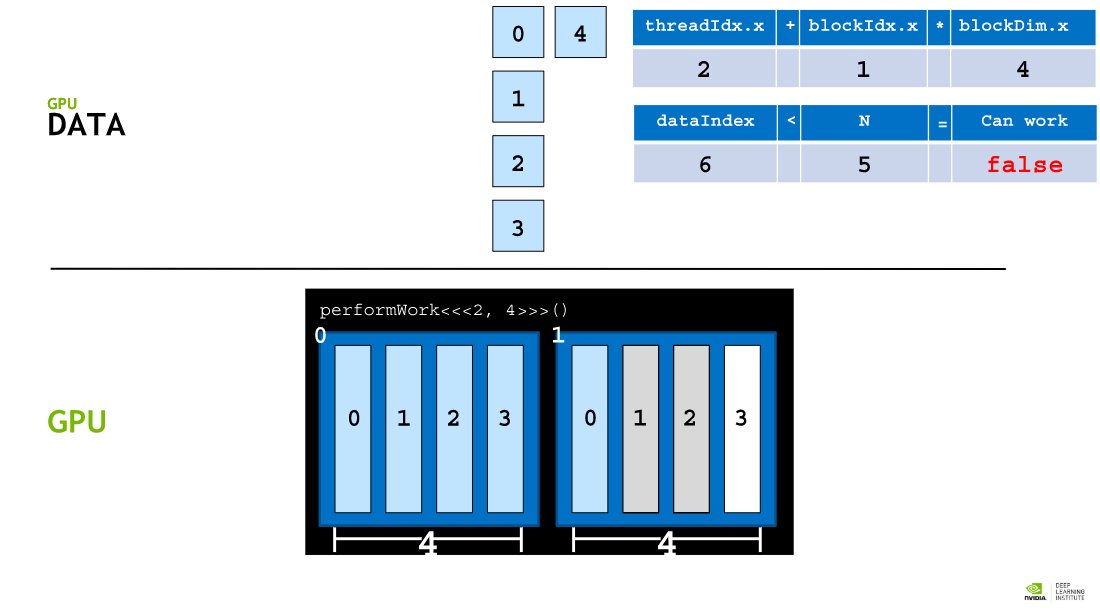 0 4
1
2
3
GPU
DATA
threadIdx.x + blockIdx.x * blockDim.x
2 1 4
dataIndex < N = Can work
6 5 false
performWork<<<2, 4>>>()
0 1
0 1 2 3 0 1 2 3
4 4
GPU
NVIDIA
DEEP
LEARNING
INSTITUTE